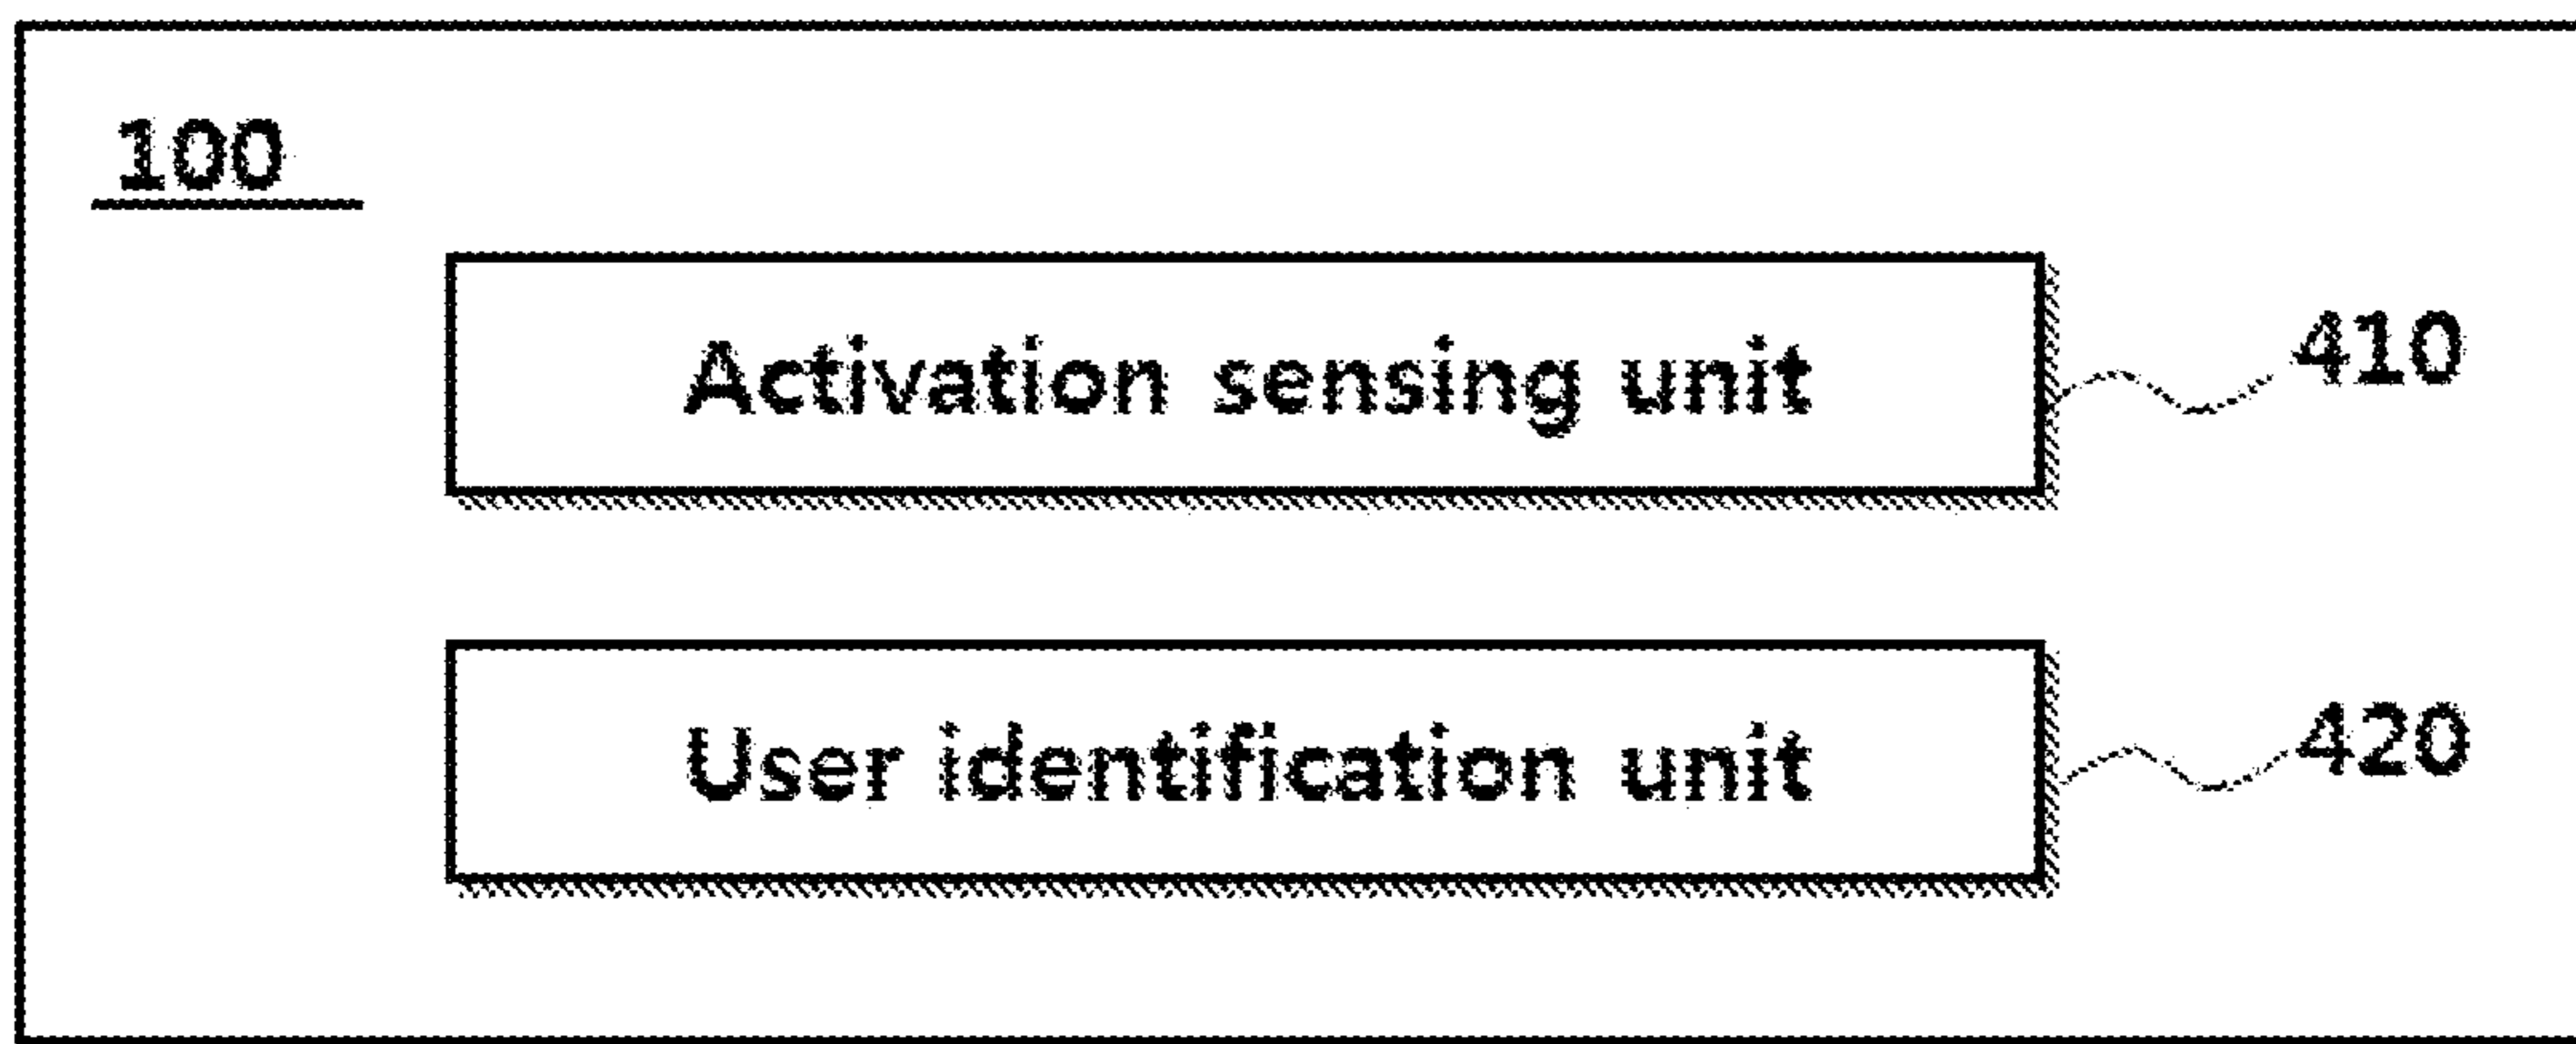 100
Activation sensing unit
410
User identification unit
420